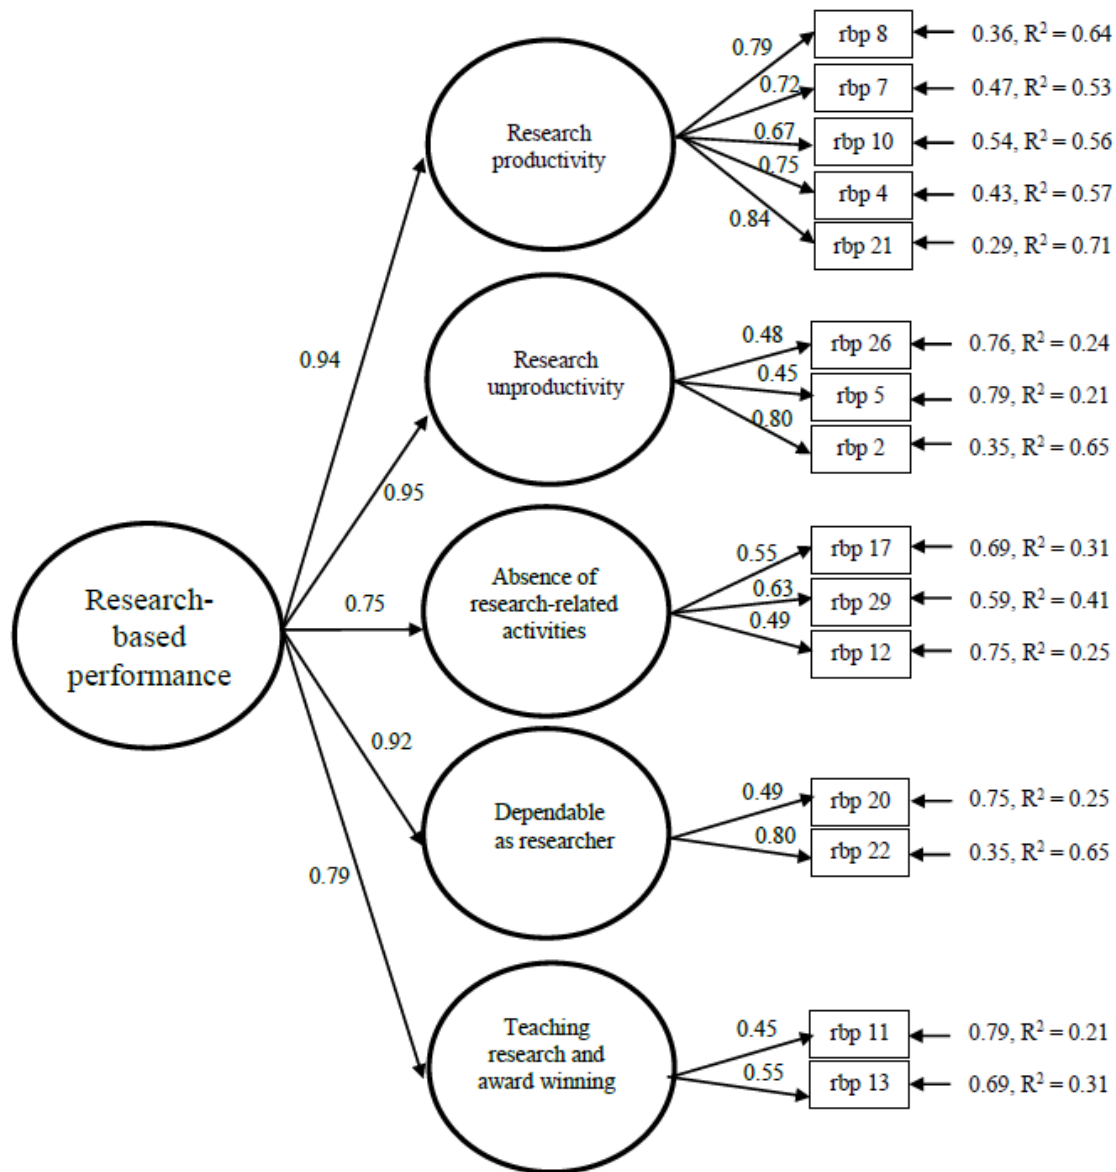 Research-
based
performance
0.94
0.95
0.75
0.92
0.79
Research
productivity
0.79
0.72
0.67
0.75
0.84
rbp 8
0.36, R² = 0.64
rbp 7
0.47, R² = 0.53
rbp 10
0.54, R² = 0.56
rbp 4
0.43, R² = 0.57
rbp 21
0.29, R² = 0.71
Research
unproductivity
0.48
0.45
0.80
rbp 26
0.76, R² = 0.24
rbp 5
0.79, R² = 0.21
rbp 2
0.35, R² = 0.65
Absence of
research-related
activities
0.55
0.63
0.49
rbp 17
0.69, R² = 0.31
rbp 29
0.59, R² = 0.41
rbp 12
0.75, R² = 0.25
Dependable
as researcher
0.49
0.80
rbp 20
0.75, R² = 0.25
rbp 22
0.35, R² = 0.65
Teaching
research and
award winning
0.45
0.55
rbp 11
0.79, R² = 0.21
rbp 13
0.69, R² = 0.31